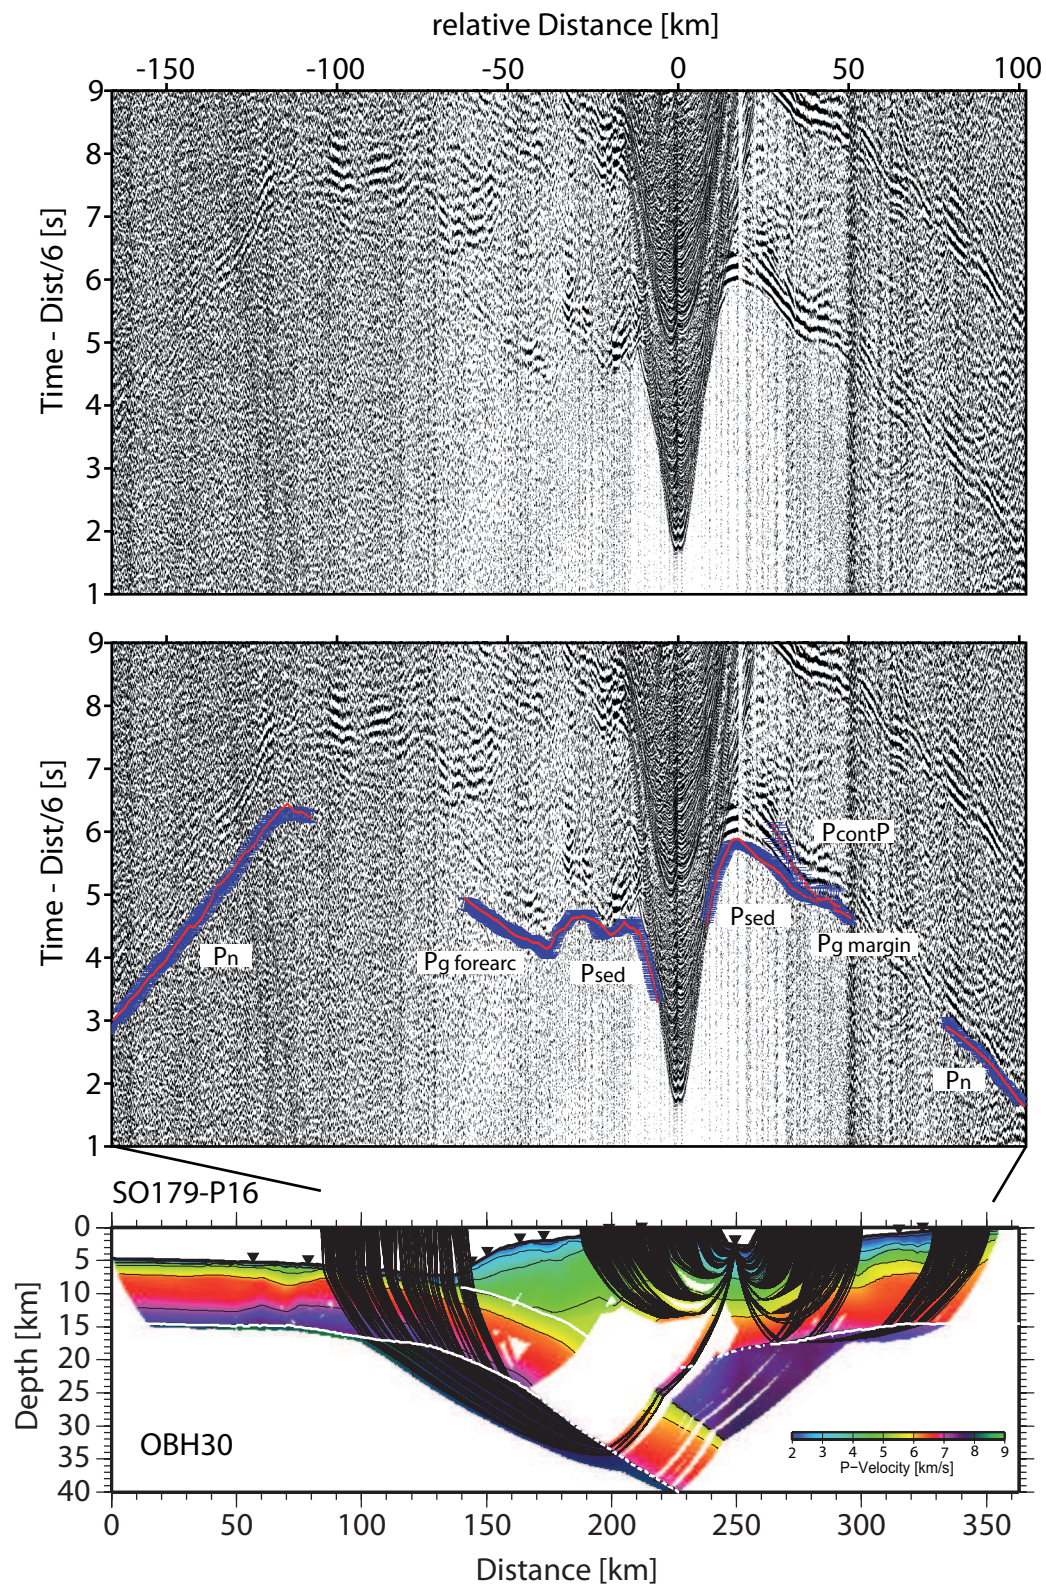 relative Distance [km]
-150 -100 -50 0 50 100
Time - Dist/6 [s]
9
8
7
6
5
4
3
2
1
Time - Dist/6 [s]
9
8
7
6
5
4
3
2
1
PcontP
Psed
Pg margin
Pn
Pg forearc
Psed
Pn
SO179-P16
Depth [km]
0
5
10
15
20
25
30
35
40
OBH30
2 3 4 5 6 7 8 9
P-Velocity [km/s]
0 50 100 150 200 250 300 350
Distance [km]